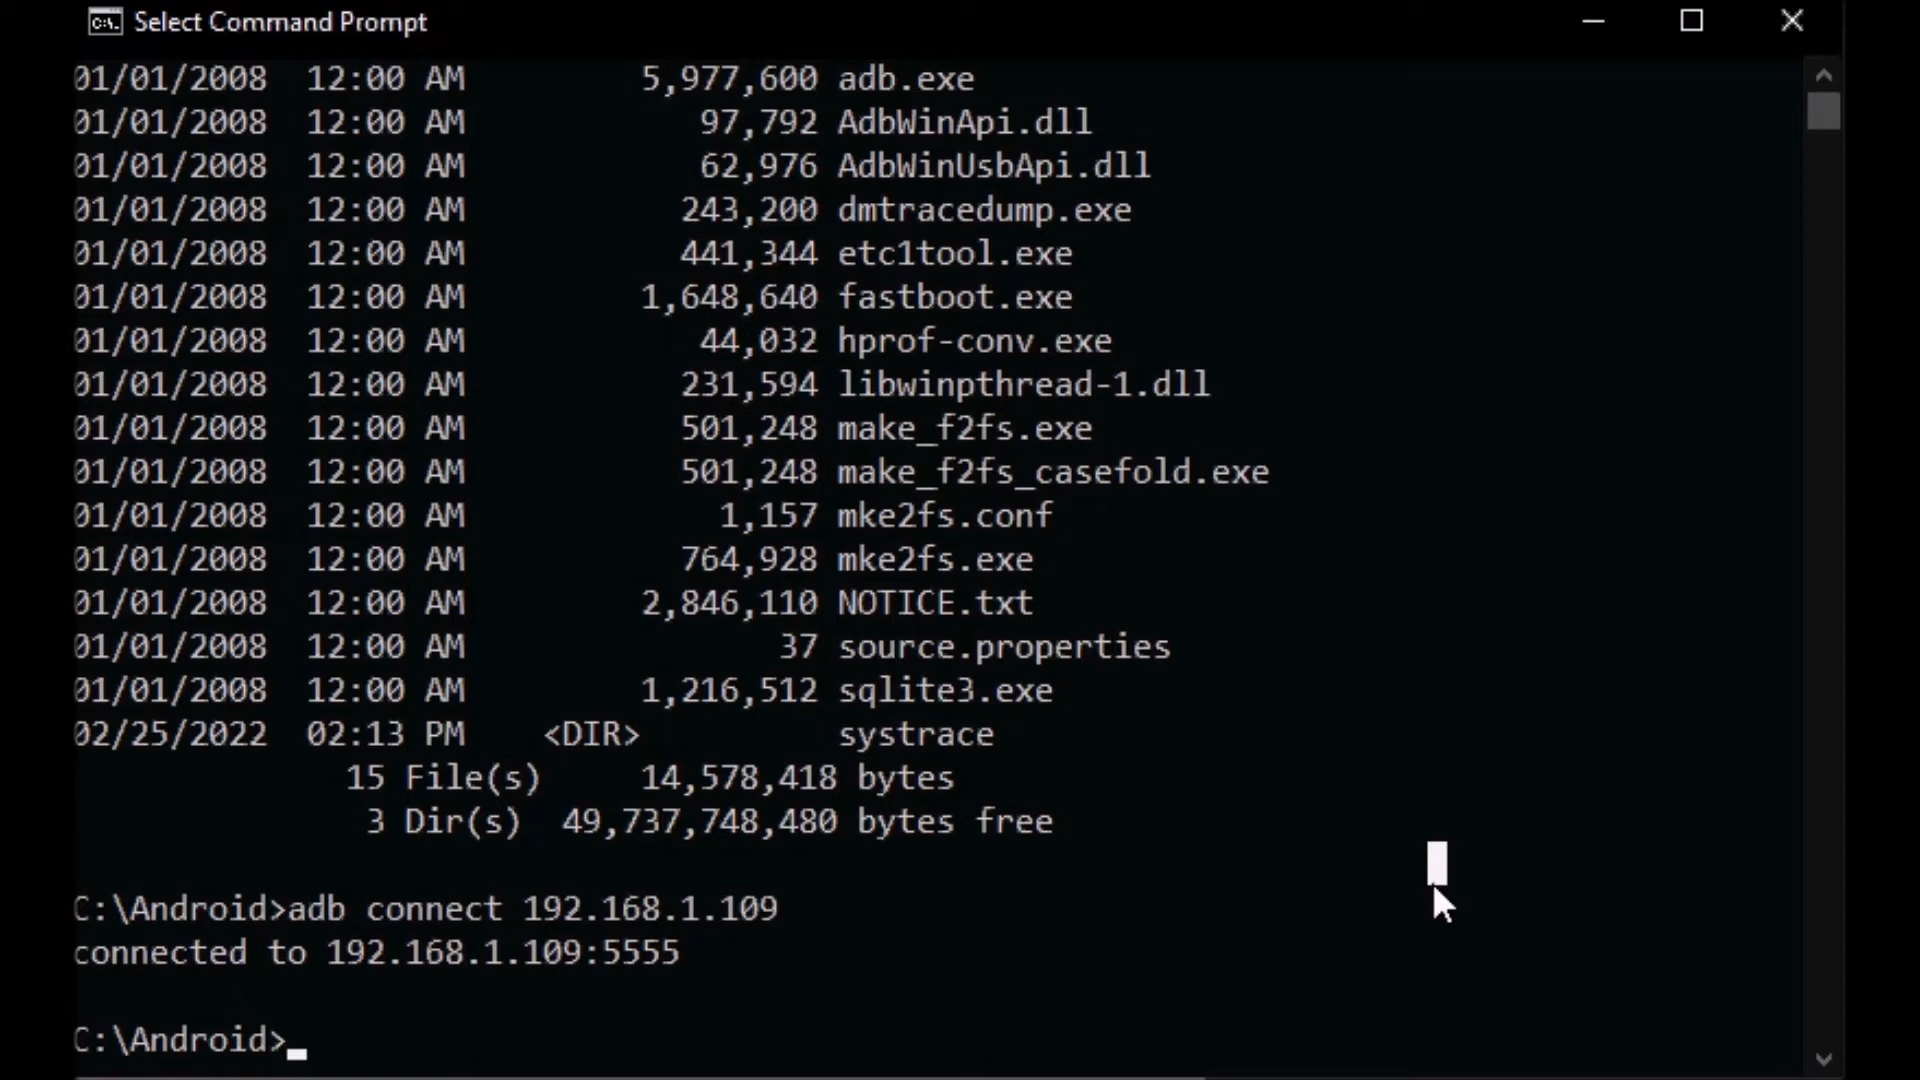 Select Command Prompt
01/01/2008  12:00 AM         5,977,600 adb.exe
01/01/2008  12:00 AM            97,792 AdbWinApi.dll
01/01/2008  12:00 AM            62,976 AdbWinUsbApi.dll
01/01/2008  12:00 AM           243,200 dmtracedump.exe
01/01/2008  12:00 AM           441,344 etc1tool.exe
01/01/2008  12:00 AM         1,648,640 fastboot.exe
01/01/2008  12:00 AM            44,032 hprof-conv.exe
01/01/2008  12:00 AM           231,594 libwinpthread-1.dll
01/01/2008  12:00 AM           501,248 make_f2fs.exe
01/01/2008  12:00 AM           501,248 make_f2fs_casefold.exe
01/01/2008  12:00 AM             1,157 mke2fs.conf
01/01/2008  12:00 AM           764,928 mke2fs.exe
01/01/2008  12:00 AM         2,846,110 NOTICE.txt
01/01/2008  12:00 AM                37 source.properties
01/01/2008  12:00 AM         1,216,512 sqlite3.exe
02/25/2022  02:13 PM    <DIR>          systrace
              15 File(s)     14,578,418 bytes
               3 Dir(s)  49,737,748,480 bytes free
C:\Android>adb connect 192.168.1.109
connected to 192.168.1.109:5555
C:\Android>